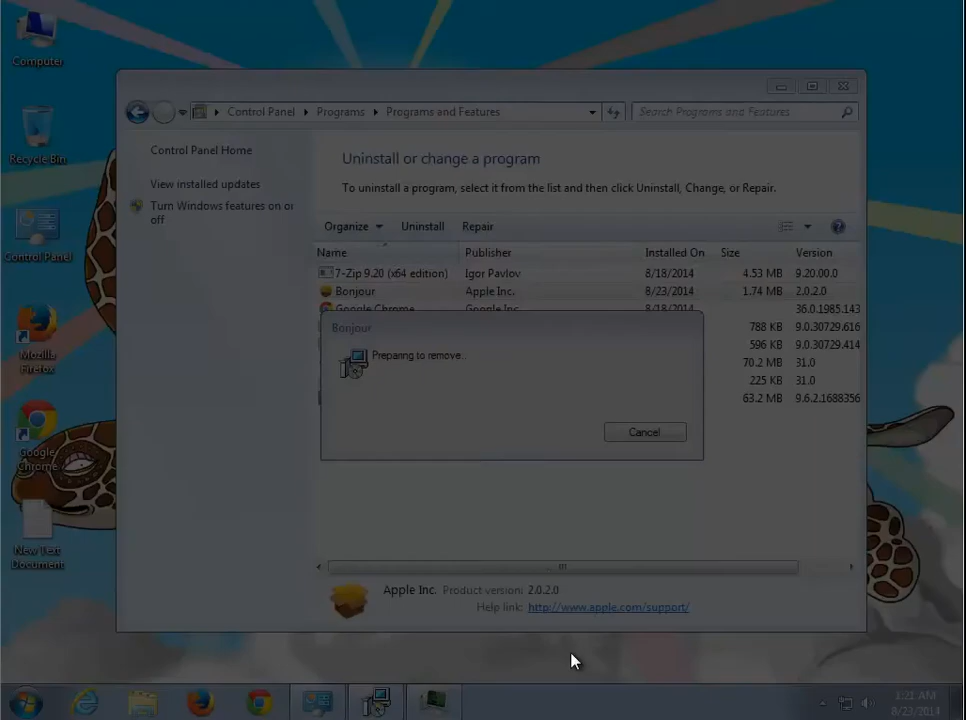 Computer
Recycle Bin
Control Panel
Mozilla
Firefox
Google
Chrome
New Text
Document
Control Panel Programs Programs and Features
Search Programs and Features
Control Panel Home
View installed updates
Turn Windows features on or
off
Uninstall or change a program
To uninstall a program, select it from the list and then click Uninstall, Change, or Repair.
Organize Uninstall Repair
Name Publisher Installed On Size Version
7-Zip 9.20 (x64 edition) Igor Pavlov 8/18/2014 4.53 MB 9.20.00.0
Bonjour Apple Inc. 8/23/2014 1.74 MB 2.0.2.0
Google Chrome Google Inc. 8/18/2014 36.0.1985.143
788 KB 9.0.30729.616
596 KB 9.0.30729.414
70.2 MB 31.0
225 KB 31.0
63.2 MB 9.6.2.1688356
Bonjour
Preparing to remove...
Cancel
Apple Inc. Product version: 2.0.2.0
Help link: http://www.apple.com/support/
1:21 AM
8/23/2014